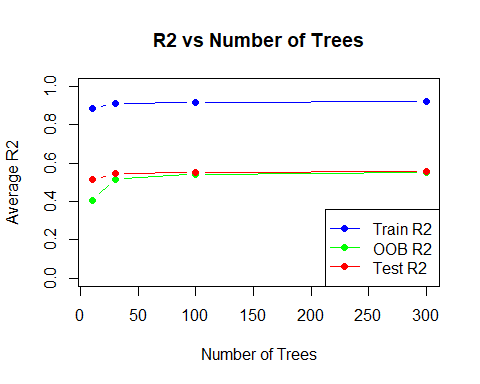 R2 vs Number of Trees
Average R2
1.0
0.8
0.6
0.4
0.2
0.0
Train R2
OOB R2
Test R2
0
50
100
150
200
250
300
Number of Trees